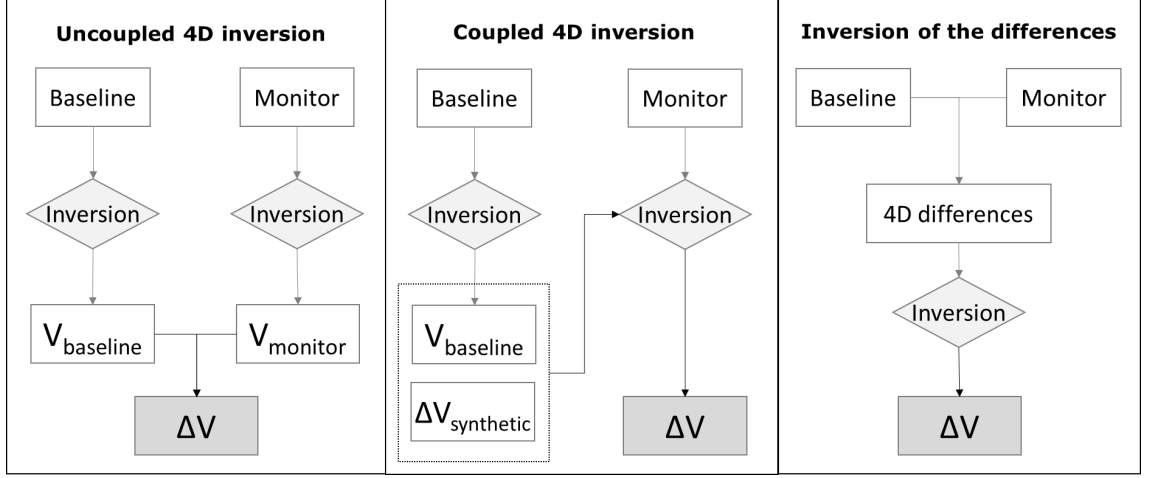 Uncoupled 4D inversion
Baseline
Monitor
Inversion
Inversion
Vbaseline
Vmonitor
ΔV
Coupled 4D inversion
Baseline
Monitor
Inversion
Inversion
Vbaseline
ΔVsynthetic
ΔV
Inversion of the differences
Baseline
Monitor
4D differences
Inversion
ΔV